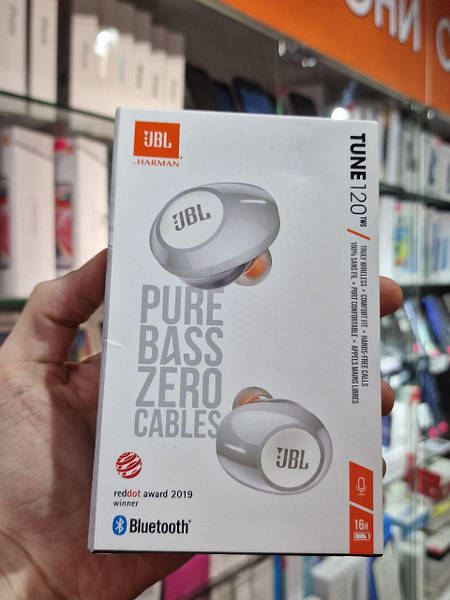 JBL
by HARMAN
TUNE 120 TWS
TRULY WIRELESS • COMFORT FIT • HANDS-FREE CALLS
100% SANS FIL • PORT CONFORTABLE • APPELS MAINS LIBRES
JBL
PURE
BASS
ZERO
CABLES
JBL
reddot award 2019
winner
Bluetooth®
16H